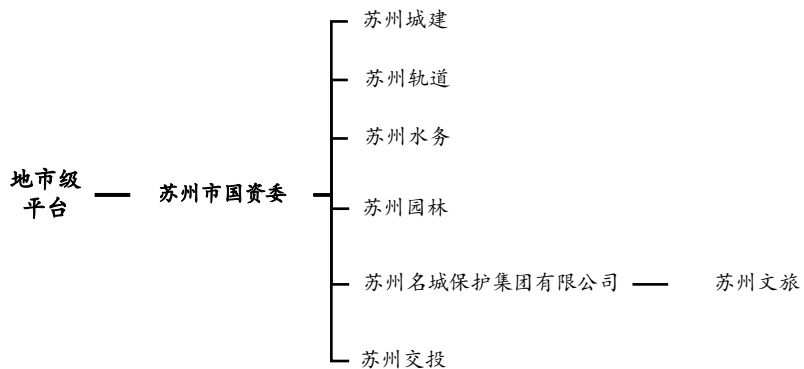 苏州城建
苏州轨道
苏州水务
地市级
平台
苏州市国资委
苏州园林
苏州名城保护集团有限公司
苏州文旅
苏州交投